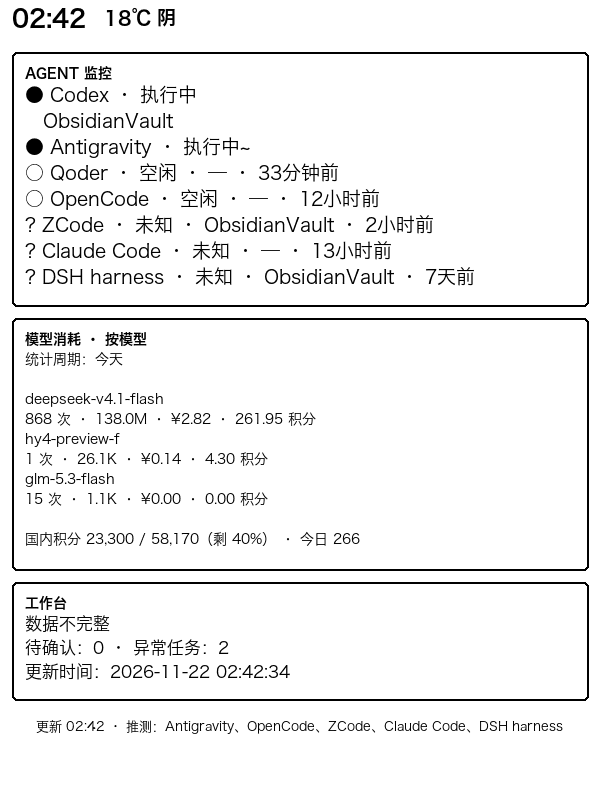 02:42 18℃ 阴
AGENT 监控
● Codex · 执行中
ObsidianVault
● Antigravity · 执行中~
○ Qoder · 空闲 · — · 33分钟前
○ OpenCode · 空闲 · — · 12小时前
? ZCode · 未知 · ObsidianVault · 2小时前
? Claude Code · 未知 · — · 13小时前
? DSH harness · 未知 · ObsidianVault · 7天前
模型消耗 · 按模型
统计周期：今天
deepseek-v4.1-flash
868 次 · 138.0M · ¥2.82 · 261.95 积分
hy4-preview-f
1 次 · 26.1K · ¥0.14 · 4.30 积分
glm-5.3-flash
15 次 · 1.1K · ¥0.00 · 0.00 积分
国内积分 23,300 / 58,170（剩 40%） · 今日 266
工作台
数据不完整
待确认：0 · 异常任务：2
更新时间：2026-11-22 02:42:34
更新 02:42 · 推测：Antigravity、OpenCode、ZCode、Claude Code、DSH harness